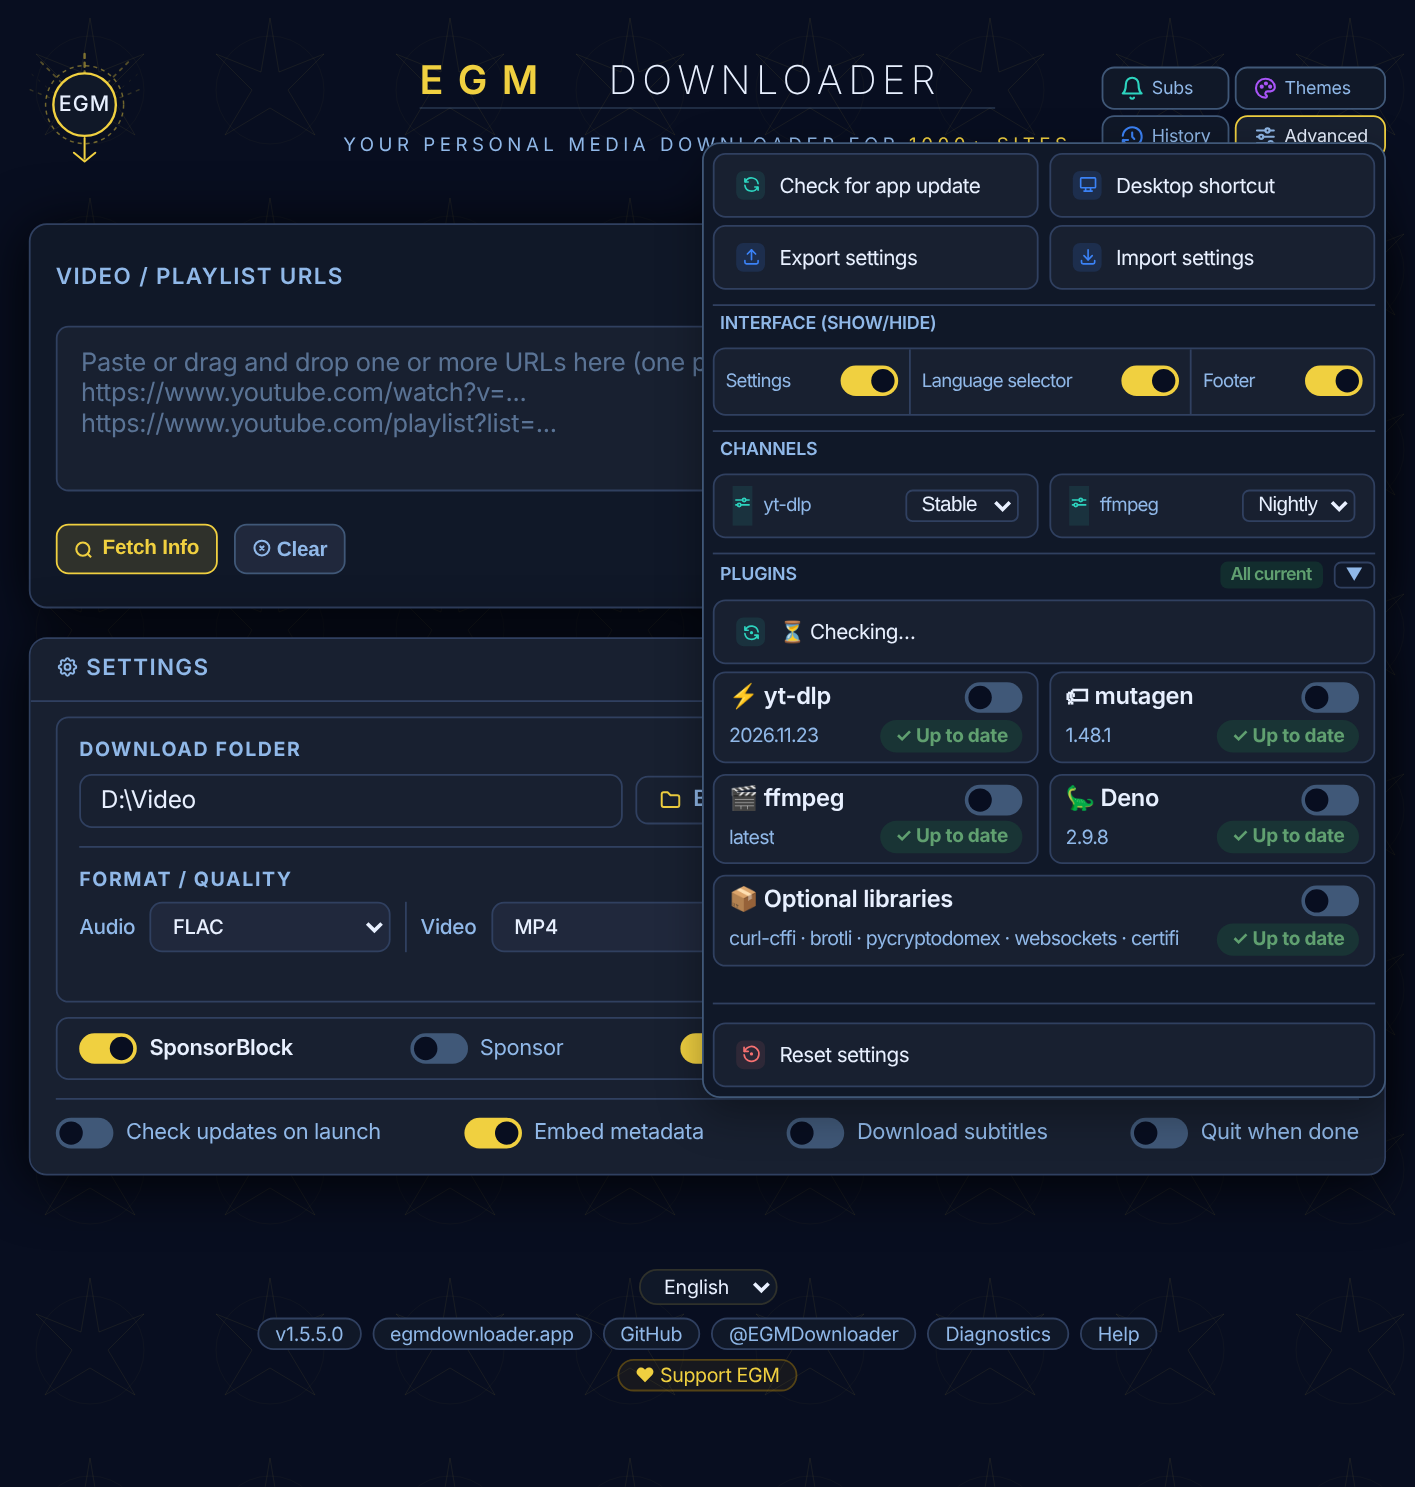 EGM
EGM DOWNLOADER
YOUR PERSONAL MEDIA DOWNLOADER FOR 1000+ SITES
Subs
Themes
History
Advanced
Check for app update
Desktop shortcut
Export settings
Import settings
INTERFACE (SHOW/HIDE)
Settings
Language selector
Footer
CHANNELS
yt-dlp
Stable
ffmpeg
Nightly
PLUGINS
All current
▼
⏳ Checking...
⚡ yt-dlp
2026.11.23
✓ Up to date
🏷 mutagen
1.48.1
✓ Up to date
🎬 ffmpeg
latest
✓ Up to date
🦕 Deno
2.9.8
✓ Up to date
📦 Optional libraries
curl-cffi · brotli · pycryptodomex · websockets · certifi
✓ Up to date
Reset settings
VIDEO / PLAYLIST URLS
Paste or drag and drop one or more URLs here (one p
https://www.youtube.com/watch?v=...
https://www.youtube.com/playlist?list=...
Fetch Info
Clear
SETTINGS
DOWNLOAD FOLDER
D:\Video
FORMAT / QUALITY
Audio
FLAC
Video
MP4
SponsorBlock
Sponsor
Check updates on launch
Embed metadata
Download subtitles
Quit when done
English
v1.5.5.0
egmdownloader.app
GitHub
@EGMDownloader
Diagnostics
Help
♥ Support EGM